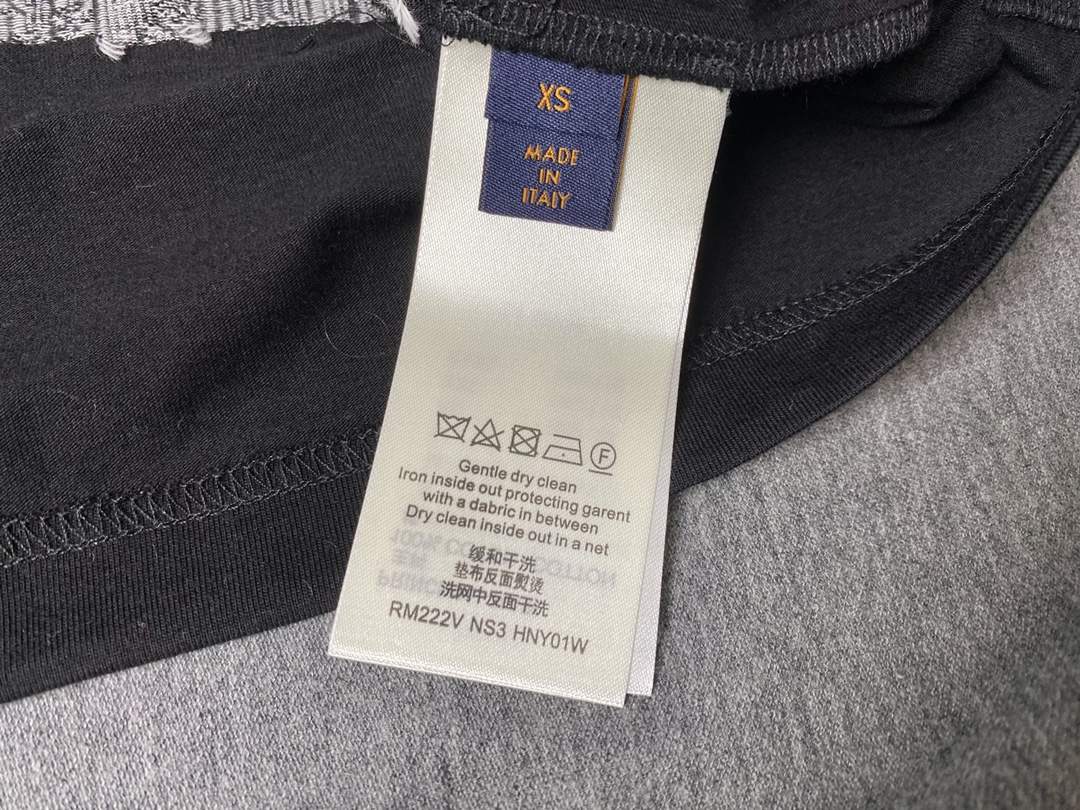 XS
MADE
IN
ITALY
F
Gentle dry clean
Iron inside out protecting garent
with a dabric in between
Dry clean inside out in a net
缓和干洗
垫布反面熨烫
洗网中反面干洗
RM222V NS3 HNY01W